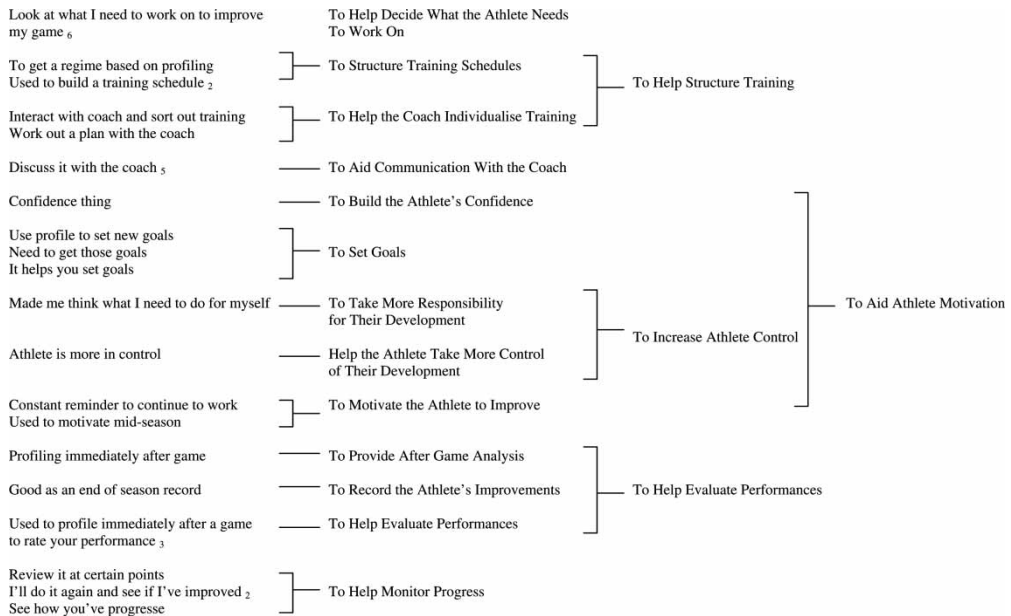 Look at what I need to work on to improve
my game 6
To Help Decide What the Athlete Needs
To Work On
To get a regime based on profiling
Used to build a training schedule 2
To Structure Training Schedules
To Help Structure Training
Interact with coach and sort out training
Work out a plan with the coach
To Help the Coach Individualise Training
Discuss it with the coach 5
To Aid Communication With the Coach
Confidence thing
To Build the Athlete's Confidence
Use profile to set new goals
Need to get those goals
It helps you set goals
To Set Goals
Made me think what I need to do for myself
To Take More Responsibility
for Their Development
To Increase Athlete Control
To Aid Athlete Motivation
Athlete is more in control
Help the Athlete Take More Control
of Their Development
Constant reminder to continue to work
Used to motivate mid-season
To Motivate the Athlete to Improve
Profiling immediately after game
To Provide After Game Analysis
Good as an end of season record
To Record the Athlete's Improvements
To Help Evaluate Performances
Used to profile immediately after a game
to rate your performance 3
To Help Evaluate Performances
Review it at certain points
I'll do it again and see if I've improved 2
See how you've progresse
To Help Monitor Progress